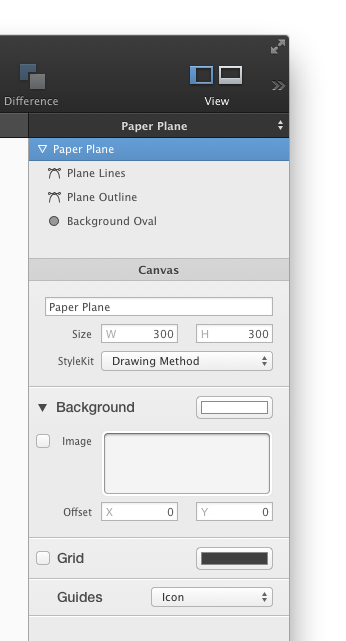 Difference
View
Paper Plane
Paper Plane
Plane Lines
Plane Outline
Background Oval
Canvas
Paper Plane
Size W 300 H 300
StyleKit Drawing Method
Background
Image
Offset X 0 Y 0
Grid
Guides Icon